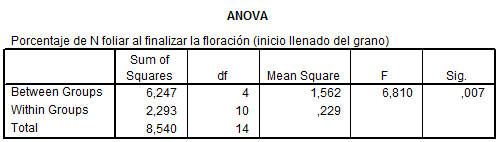 ANOVA
Porcentaje de N foliar al finalizar la floración (inicio llenado del grano)
Sum of Squares df Mean Square F Sig.
Between Groups 6,247 4 1,562 6,810 ,007
Within Groups 2,293 10 ,229
Total 8,540 14